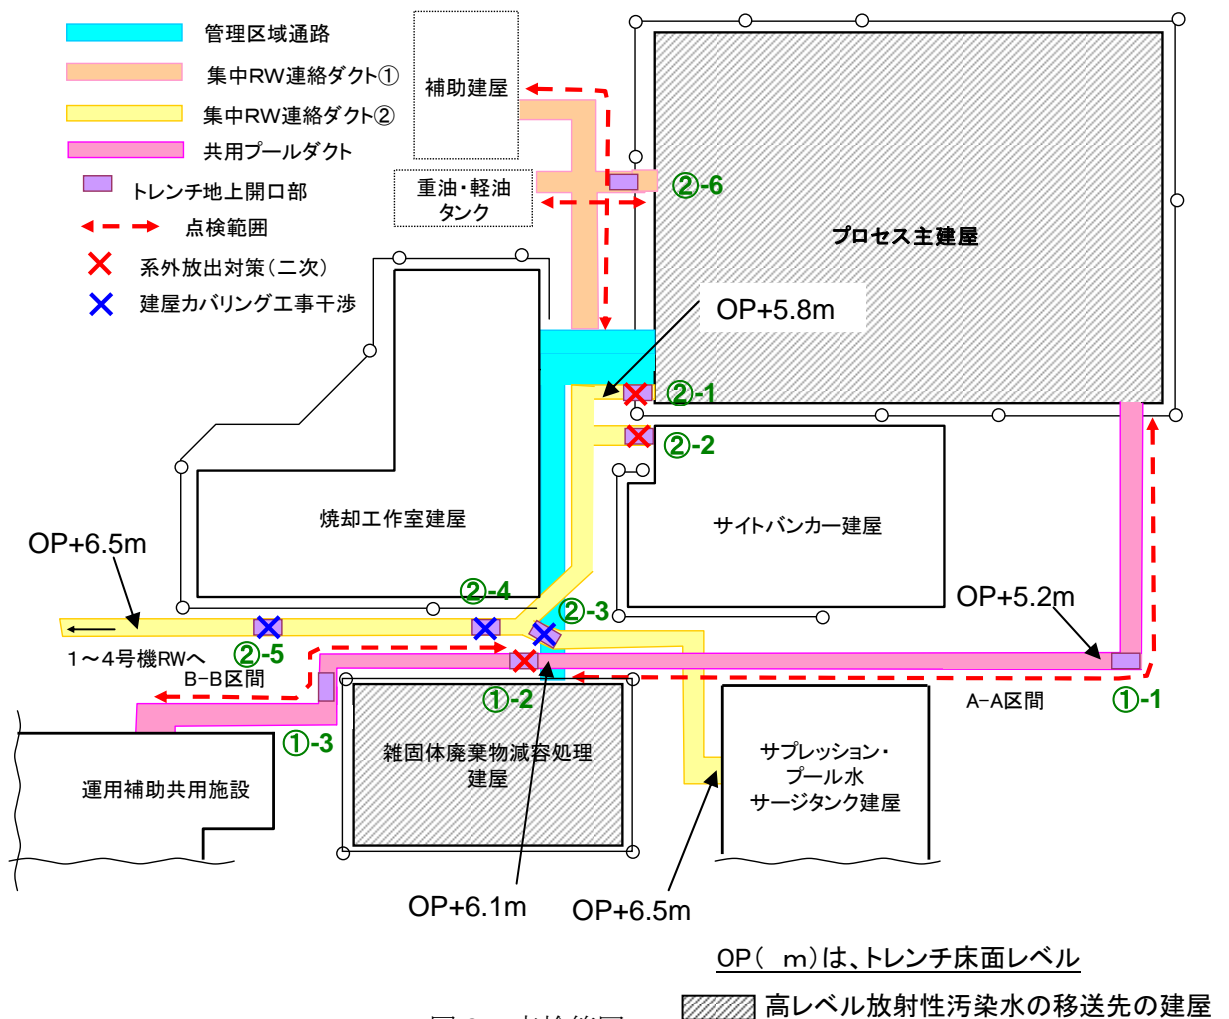 管理区域通路
集中RW連絡ダクト①
集中RW連絡ダクト②
共用プールダクト
トレンチ地上開口部
点検範囲
系外放出対策(二次)
建屋カバリング工事干渉
補助建屋
重油・軽油
タンク
②-6
プロセス主建屋
OP+5.8m
②-1
②-2
焼却工作室建屋
サイトバンカー建屋
OP+6.5m
②-4
②-3
OP+5.2m
1~4号機RWへ
②-5
B-B区間
①-2
A-A区間
①-1
①-3
雑固体廃棄物減容処理
建屋
運用補助共用施設
サプレッション・
プール水
サージタンク建屋
OP+6.1m
OP+6.5m
OP( m)は、トレンチ床面レベル
高レベル放射性汚染水の移送先の建屋